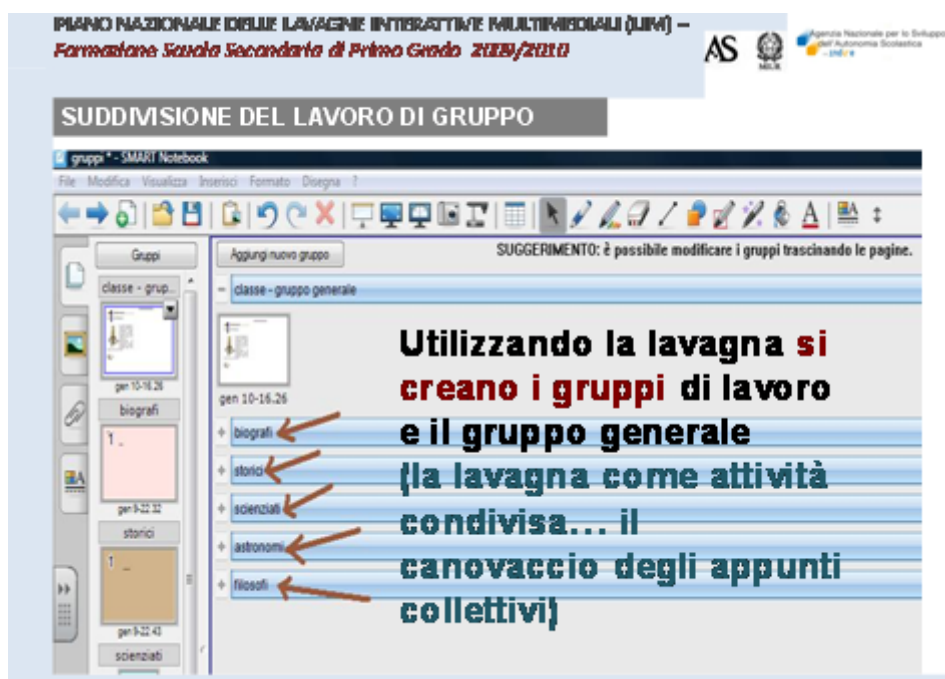 PIANO NAZIONALE DELLE LAVAGNE INTERATTIVE MULTIMEDIALI (LIM) –
Formazione Scuola Secondaria di Primo Grado 2009/2010
AS
Agenzia Nazionale per lo Sviluppo
dell'Autonomia Scolastica
SUDDIVISIONE DEL LAVORO DI GRUPPO
gruppi * - SMART Notebook
File Modifica Visualizza Inserisci Formato Disegna ?
Gruppi
Aggiungi nuovo gruppo
SUGGERIMENTO: è possibile modificare i gruppi trascinando le pagine.
classe - grup...
classe - gruppo generale
gen 10-16.26
gen 10-16.26
biografi
1
gen 9-22.32
storici
1
gen 9-22.43
scienziati
biografi
storici
scienziati
astronomi
filosofi
Utilizzando la lavagna si
creano i gruppi di lavoro
e il gruppo generale
(la lavagna come attività
condivisa... il
canovaccio degli appunti
collettivi)